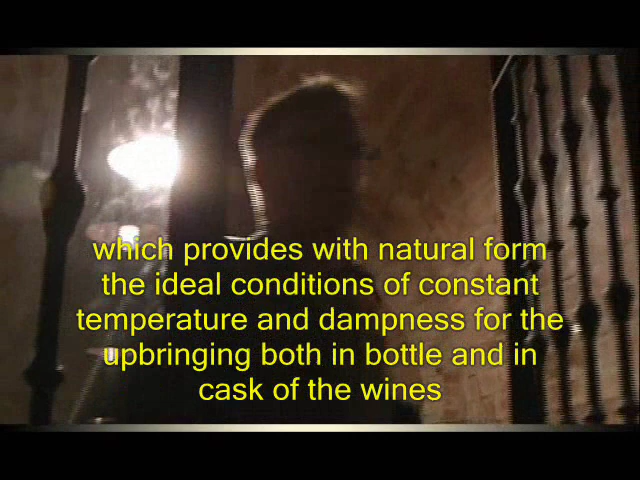 which provides with natural form
the ideal conditions of constant
temperature and dampness for the
upbringing both in bottle and in
cask of the wines